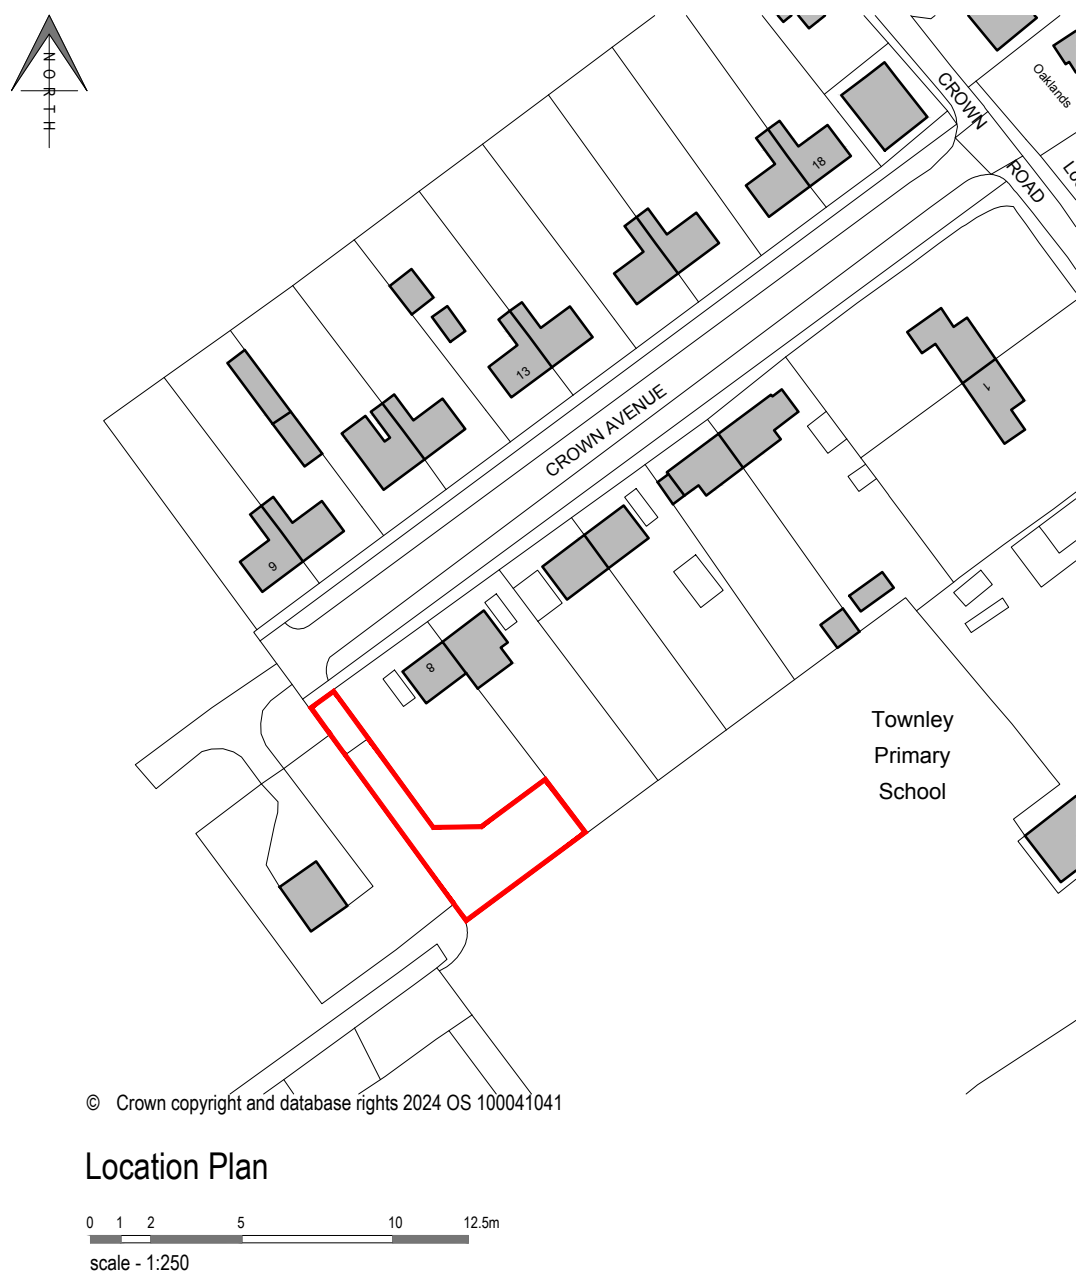 NORTH
CROWN
ROAD
Oaklands
18
13
CROWN AVENUE
1
9
8
Townley
Primary
School
© Crown copyright and database rights 2024 OS 100041041
Location Plan
0 1 2 5 10 12.5m
scale - 1:250